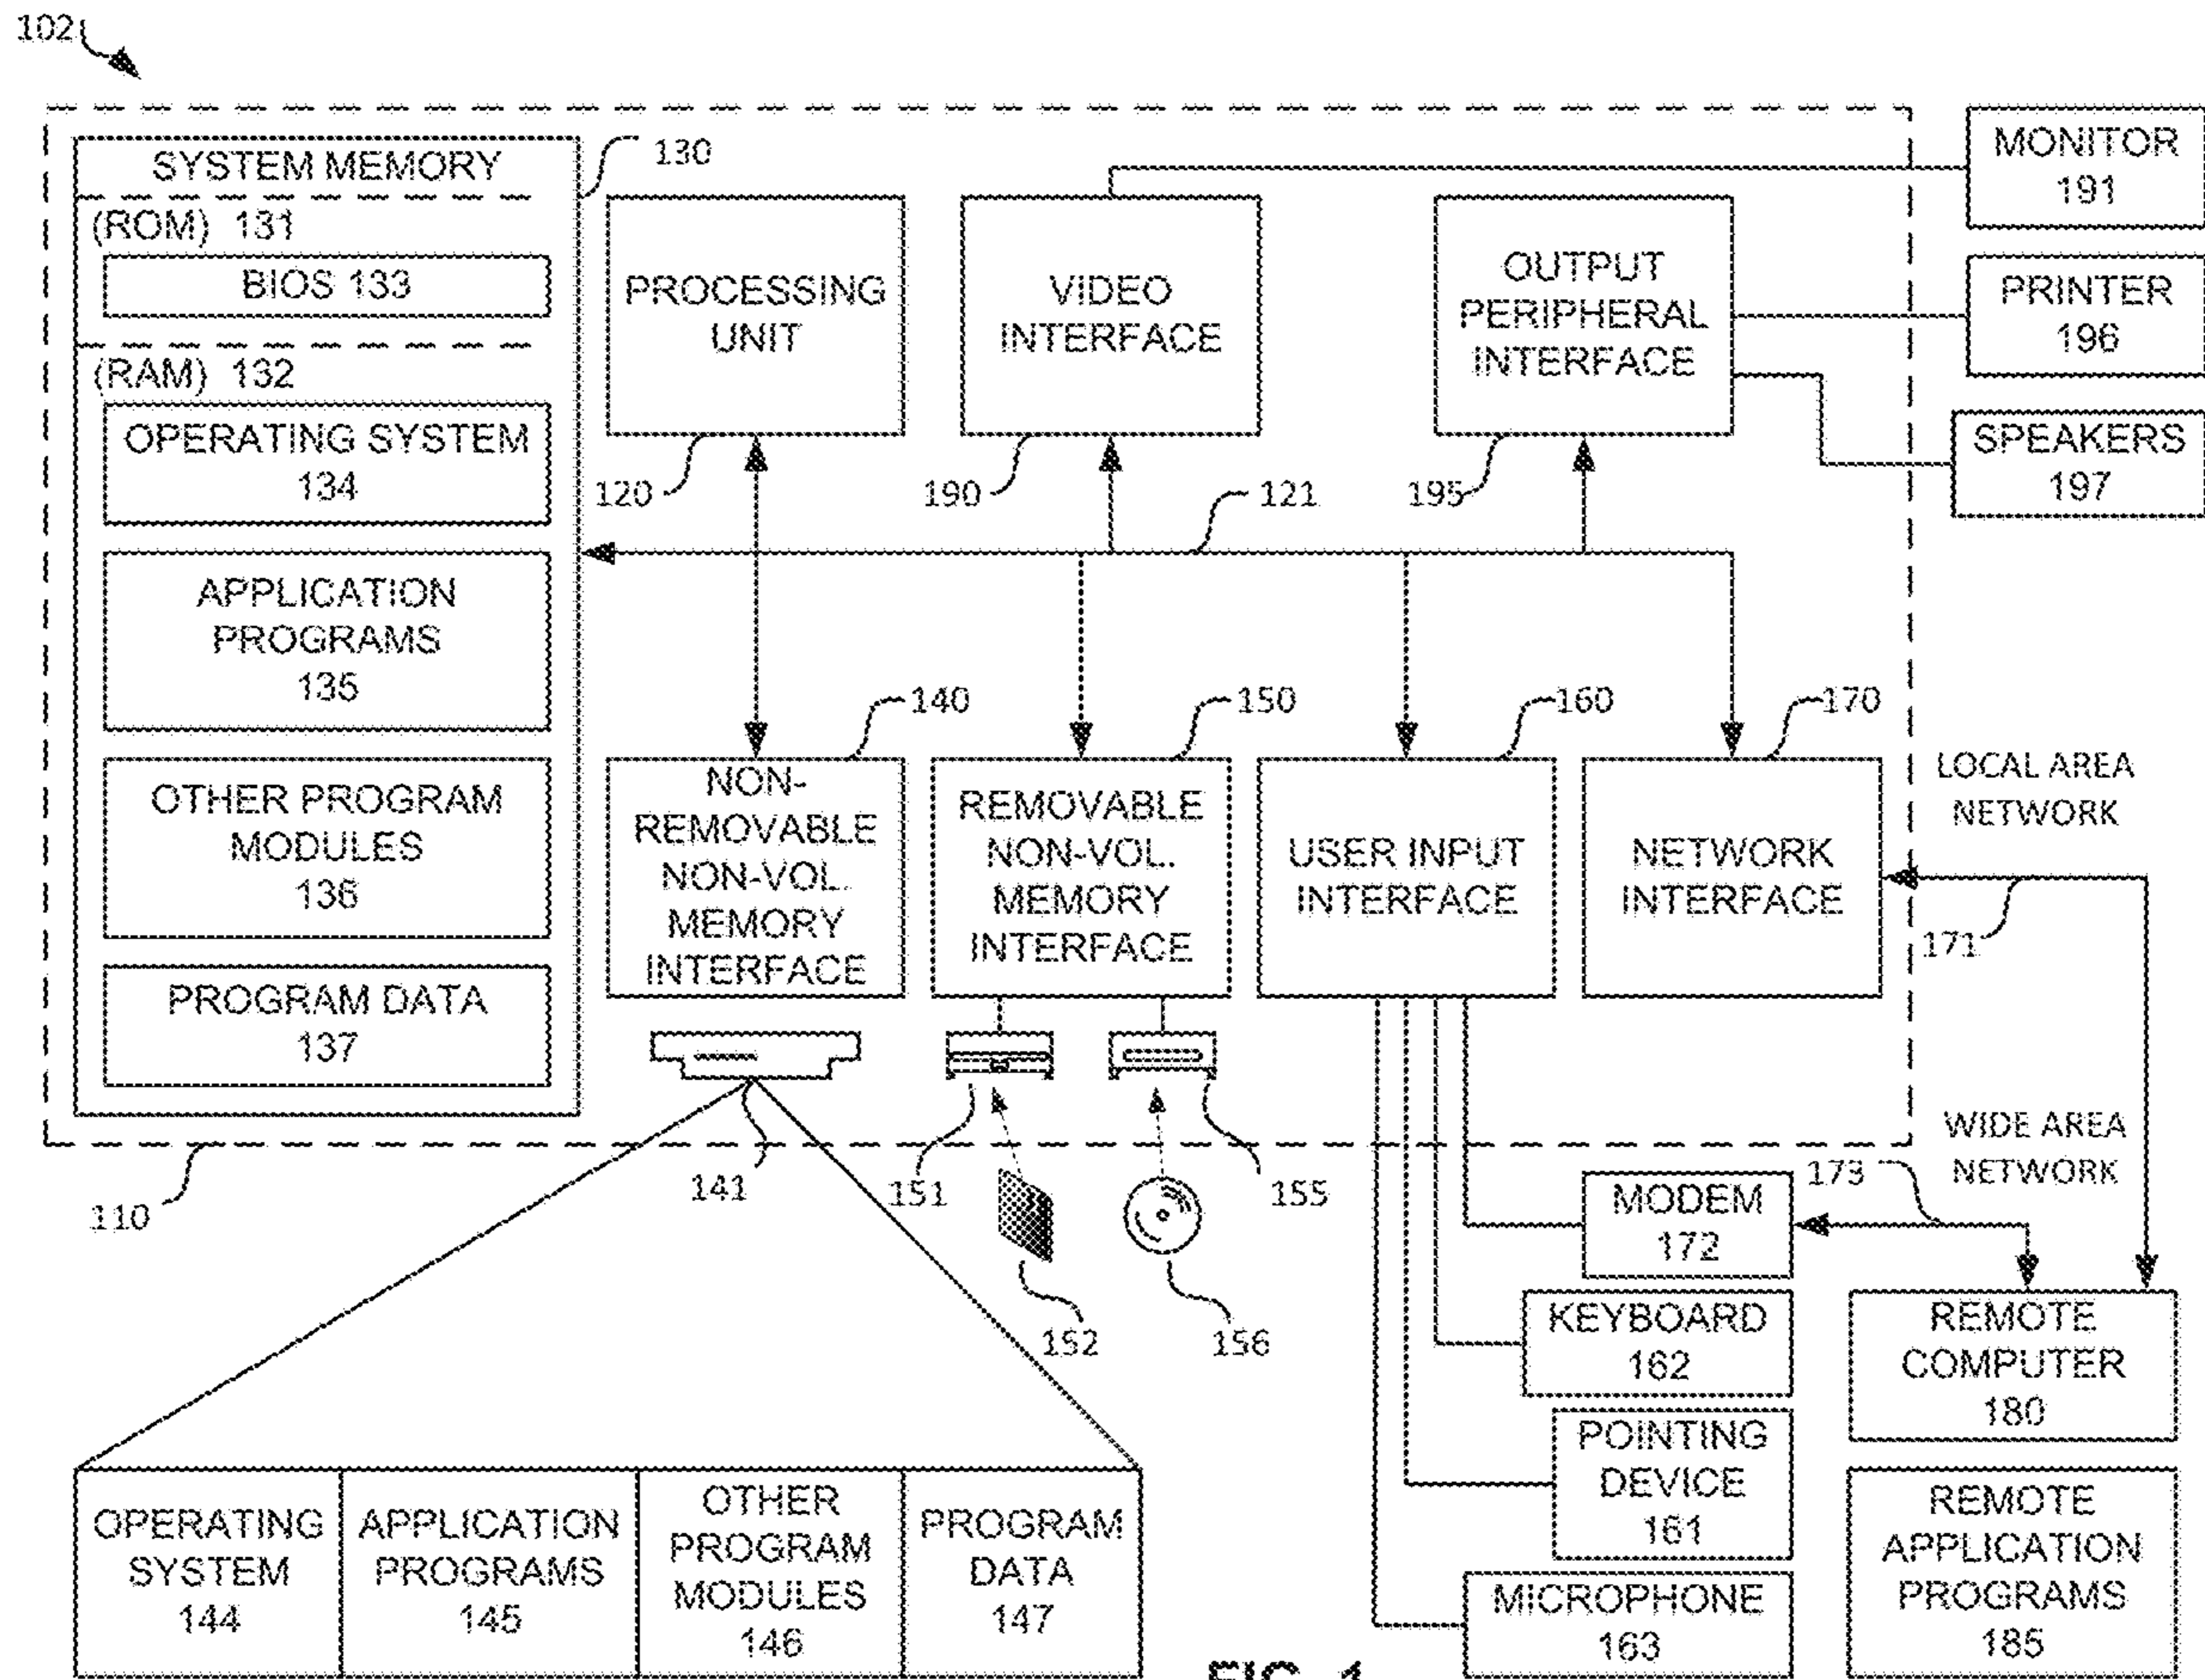 102
SYSTEM MEMORY
130
(ROM) 131
BIOS 133
(RAM) 132
OPERATING SYSTEM
134
APPLICATION
PROGRAMS
135
OTHER PROGRAM
MODULES
136
PROGRAM DATA
137
PROCESSING
UNIT
120
VIDEO
INTERFACE
190
121
OUTPUT
PERIPHERAL
INTERFACE
195
MONITOR
191
PRINTER
196
SPEAKERS
197
140
NON-
REMOVABLE
NON-VOL.
MEMORY
INTERFACE
150
REMOVABLE
NON-VOL.
MEMORY
INTERFACE
160
USER INPUT
INTERFACE
170
NETWORK
INTERFACE
LOCAL AREA
NETWORK
171
WIDE AREA
NETWORK
173
110
141
151
155
152
156
MODEM
172
KEYBOARD
162
POINTING
DEVICE
161
MICROPHONE
163
REMOTE
COMPUTER
180
REMOTE
APPLICATION
PROGRAMS
185
OPERATING
SYSTEM
144
APPLICATION
PROGRAMS
145
OTHER
PROGRAM
MODULES
146
PROGRAM
DATA
147
FIG. 1